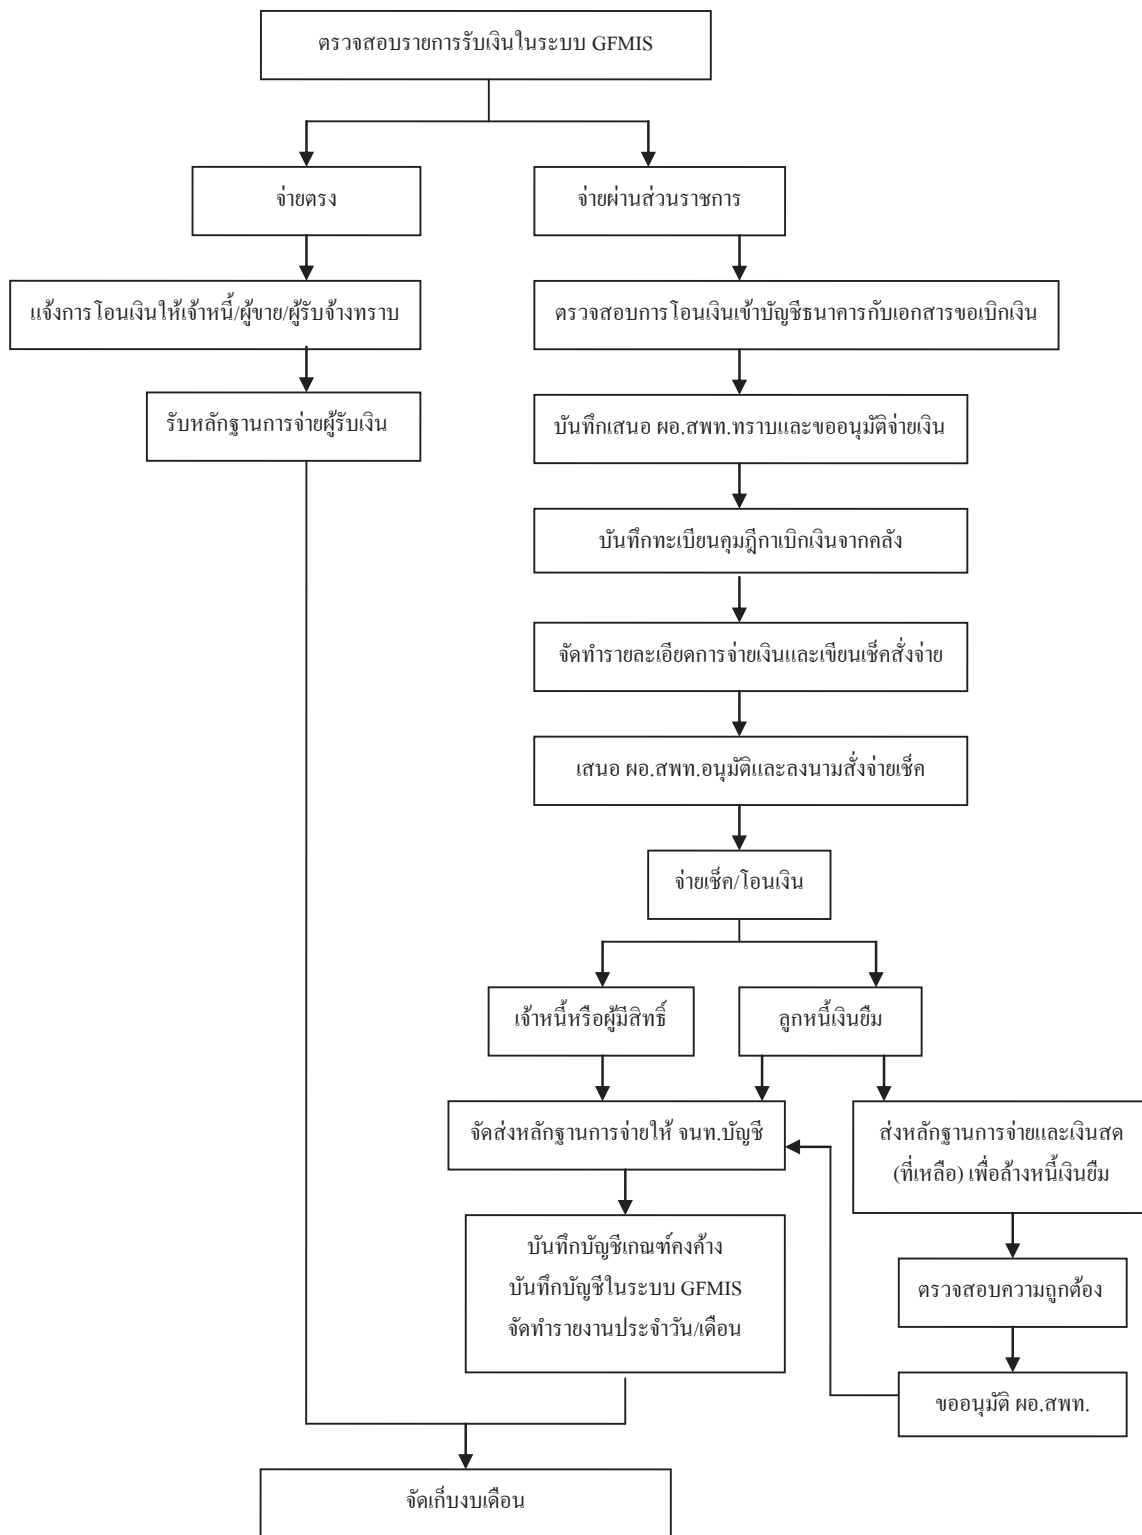 ตรวจสอบรายการรับเงินในระบบ GFMIS
จ่ายตรง
จ่ายผ่านส่วนราชการ
แจ้งการโอนเงินให้เจ้าหนี้/ผู้ขาย/ผู้รับจ้างทราบ
ตรวจสอบการโอนเงินเข้าบัญชีธนาคารกับเอกสารขอเบิกเงิน
รับหลักฐานการจ่ายผู้รับเงิน
บันทึกเสนอ ผอ.สพท.ทราบและขออนุมัติจ่ายเงิน
บันทึกทะเบียนคุมฎีกาเบิกเงินจากคลัง
จัดทำรายละเอียดการจ่ายเงินและเขียนเช็คสั่งจ่าย
เสนอ ผอ.สพท.อนุมัติและลงนามสั่งจ่ายเช็ค
จ่ายเช็ค/โอนเงิน
เจ้าหนี้หรือผู้มีสิทธิ์
ลูกหนี้เงินยืม
จัดส่งหลักฐานการจ่ายให้ จนท.บัญชี
ส่งหลักฐานการจ่ายและเงินสด
(ที่เหลือ) เพื่อล้างหนี้เงินยืม
บันทึกบัญชีเกณฑ์คงค้าง
บันทึกบัญชีในระบบ GFMIS
จัดทำรายงานประจำวัน/เดือน
ตรวจสอบความถูกต้อง
ขออนุมัติ ผอ.สพท.
จัดเก็บงบเดือน